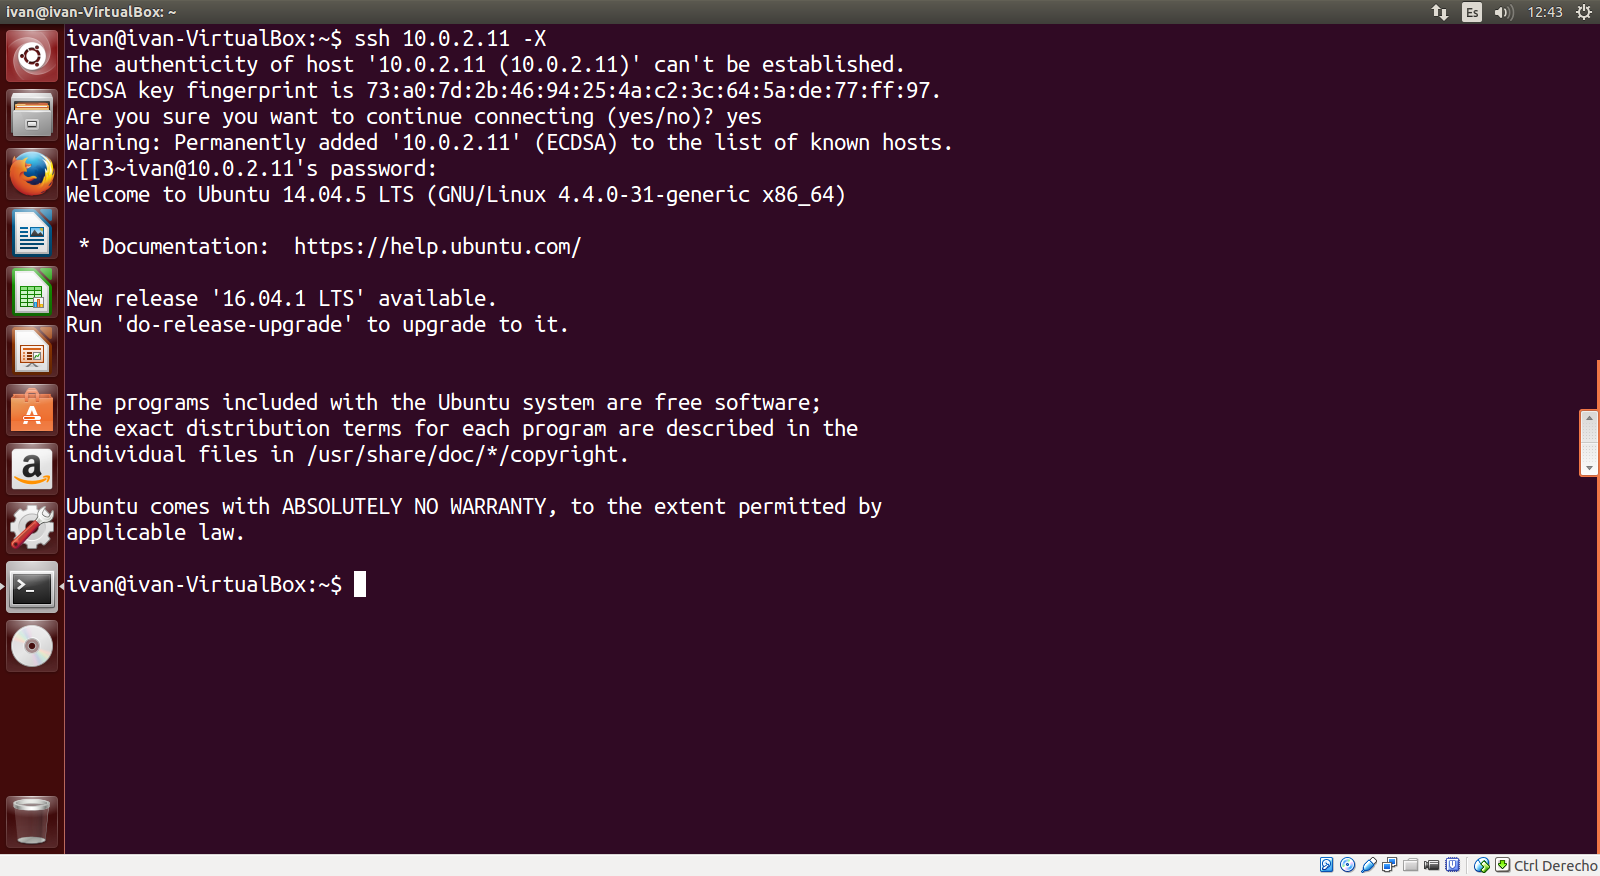 ivan@ivan-VirtualBox: ~
Es
12:43
ivan@ivan-VirtualBox:~$ ssh 10.0.2.11 -X
The authenticity of host '10.0.2.11 (10.0.2.11)' can't be established.
ECDSA key fingerprint is 73:a0:7d:2b:46:94:25:4a:c2:3c:64:5a:de:77:ff:97.
Are you sure you want to continue connecting (yes/no)? yes
Warning: Permanently added '10.0.2.11' (ECDSA) to the list of known hosts.
^[[3~ivan@10.0.2.11's password:
Welcome to Ubuntu 14.04.5 LTS (GNU/Linux 4.4.0-31-generic x86_64)
* Documentation:  https://help.ubuntu.com/
New release '16.04.1 LTS' available.
Run 'do-release-upgrade' to upgrade to it.
The programs included with the Ubuntu system are free software;
the exact distribution terms for each program are described in the
individual files in /usr/share/doc/*/copyright.
Ubuntu comes with ABSOLUTELY NO WARRANTY, to the extent permitted by
applicable law.
ivan@ivan-VirtualBox:~$
Ctrl Derecho